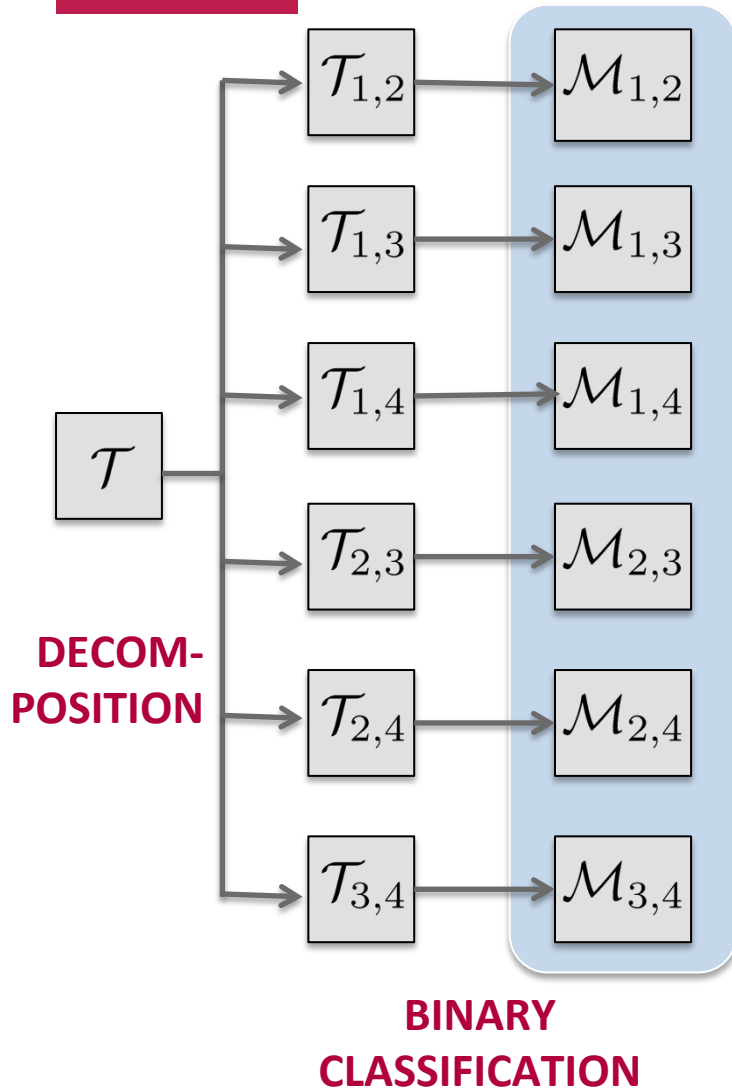 𝒯₁,₂ ℳ₁,₂
𝒯₁,₃ ℳ₁,₃
𝒯₁,₄ ℳ₁,₄
𝒯
𝒯₂,₃ ℳ₂,₃
DECOM-
POSITION
𝒯₂,₄ ℳ₂,₄
𝒯₃,₄ ℳ₃,₄
BINARY
CLASSIFICATION